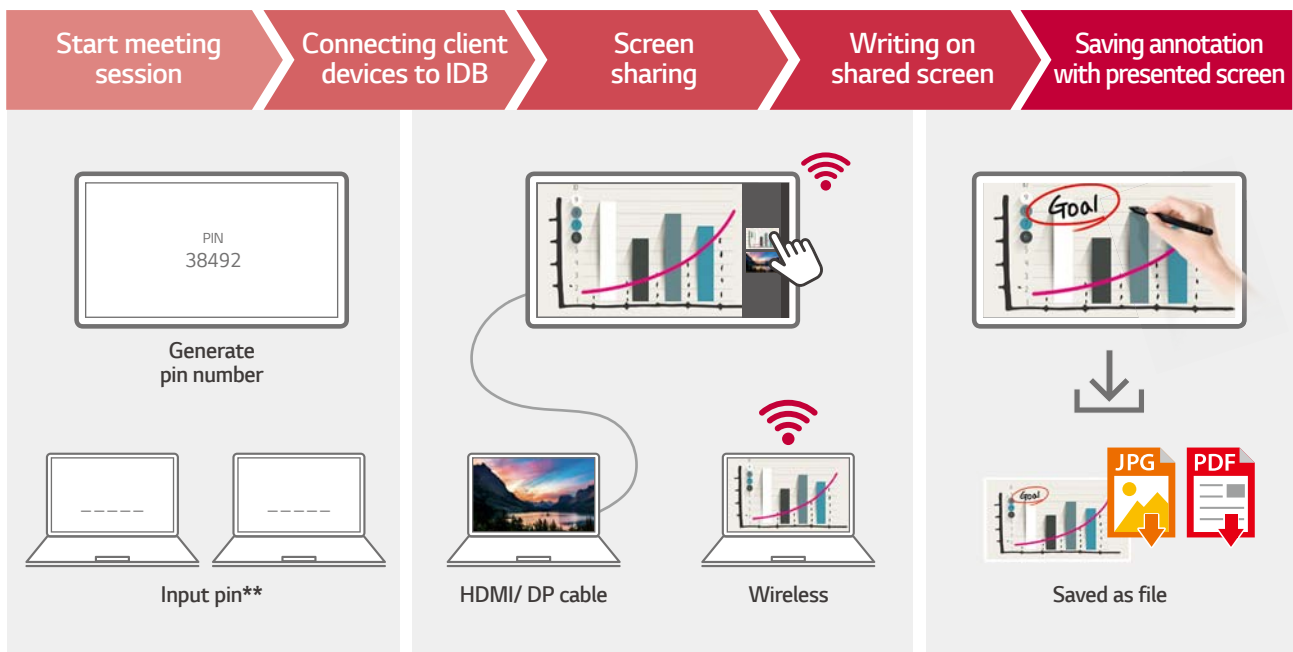 Start meeting
session
Connecting client
devices to IDB
Screen
sharing
Writing on
shared screen
Saving annotation
with presented screen
PIN
38492
Generate
pin number
_ _ _ _ _
_ _ _ _ _
Input pin**
HDMI/ DP cable
Wireless
Goal
Goal
JPG
PDF
Saved as file